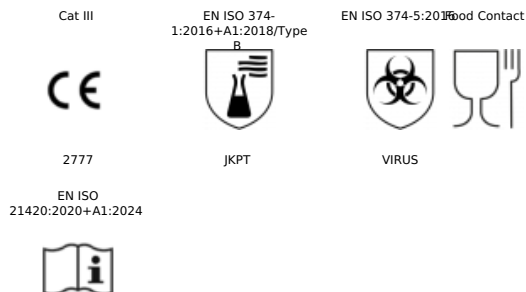 Cat III
EN ISO 374-
1:2016+A1:2018/Type
B
EN ISO 374-5:2016
Food Contact
CE
2777
JKPT
VIRUS
EN ISO
21420:2020+A1:2024
i